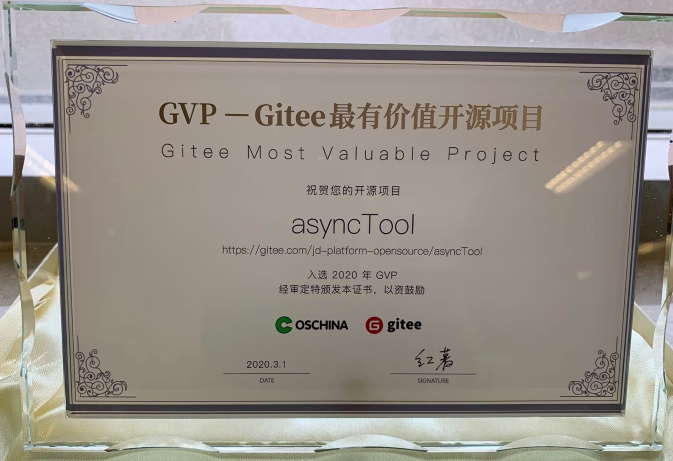 GVP — Gitee最有价值开源项目
Gitee Most Valuable Project
祝贺您的开源项目
asyncTool
https://gitee.com/jd-platform-opensource/asyncTool
入选 2020 年 GVP
经审定特颁发本证书、以资鼓励
OSCHINA gitee
2020.3.1 红薯
DATE SIGNATURE